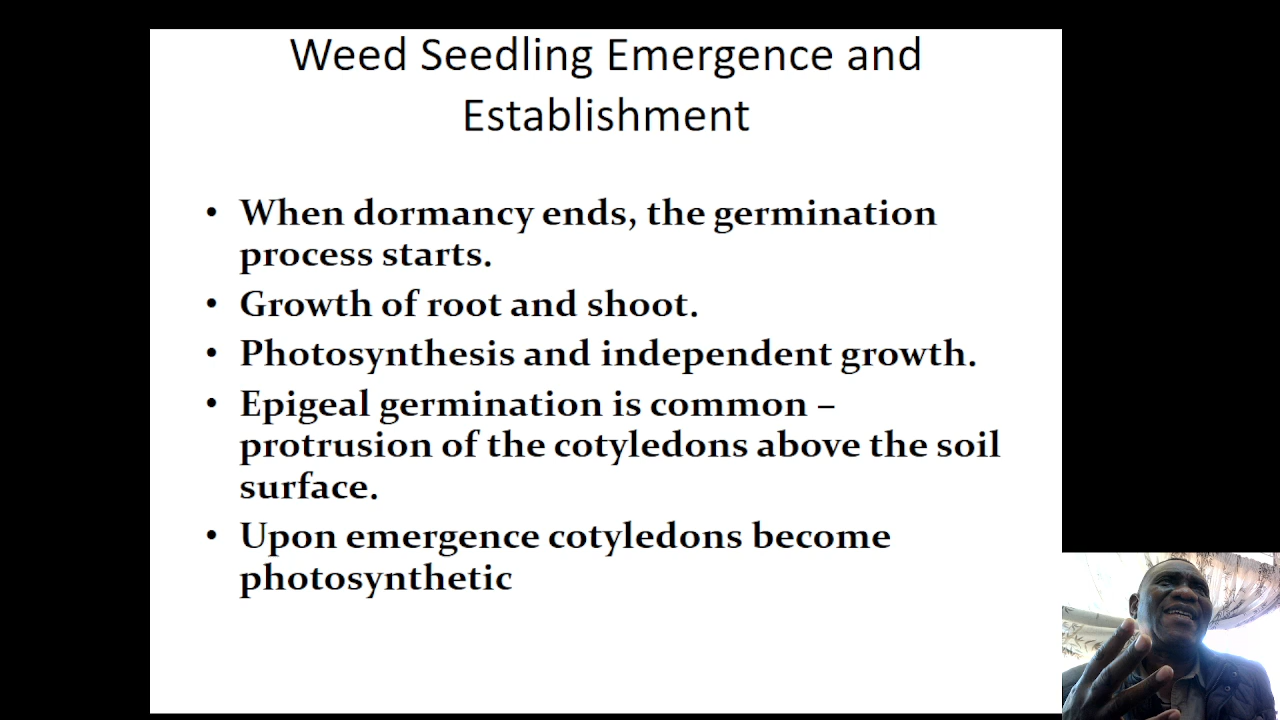 Weed Seedling Emergence and
Establishment
• When dormancy ends, the germination
process starts.
• Growth of root and shoot.
• Photosynthesis and independent growth.
• Epigeal germination is common –
protrusion of the cotyledons above the soil
surface.
• Upon emergence cotyledons become
photosynthetic